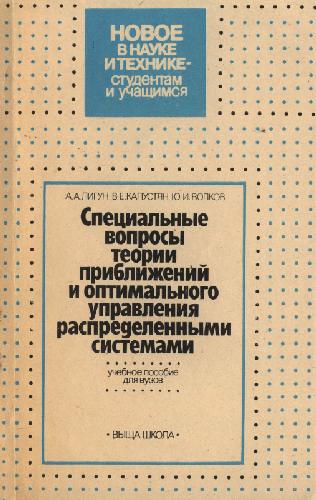 НОВОЕ
В НАУКЕ
И ТЕХНИКЕ-
СТУДЕНТАМ
И УЧАЩИМСЯ
А.А.ЛИГУН, В.Е.КАПУСТЯН, Ю.И.ВОЛКОВ
Специальные
вопросы
теории
приближений
и оптимального
управления
распределенными
системами
учебное пособие
для вузов
·ВЫЩА ШКОЛА·